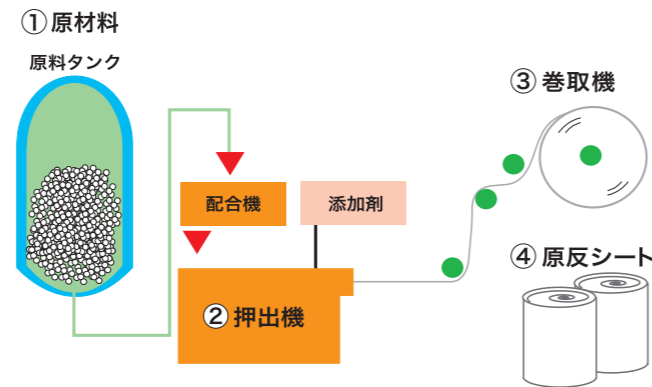 ①原材料
原料タンク
③巻取機
配合機
添加剤
④原反シート
②押出機